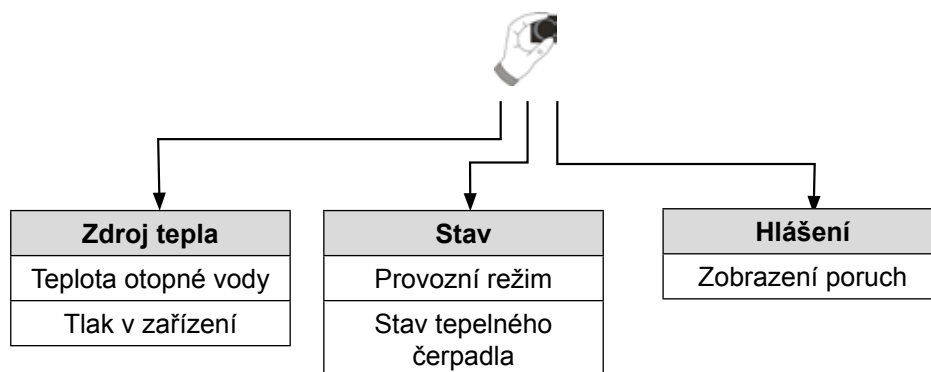 Zdroj tepla
Teplota otopné vody
Tlak v zařízení
Stav
Provozní režim
Stav tepelného
čerpadla
Hlášení
Zobrazení poruch